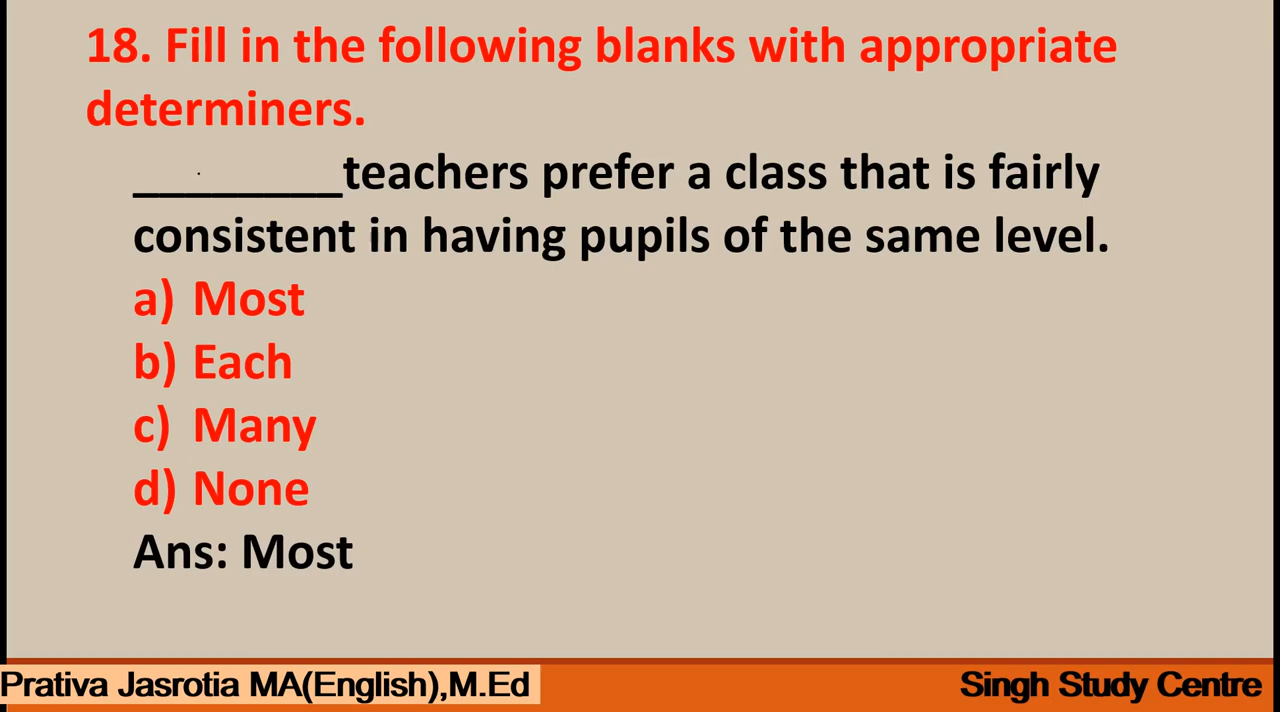 18. Fill in the following blanks with appropriate
determiners.
________teachers prefer a class that is fairly
consistent in having pupils of the same level.
a) Most
b) Each
c) Many
d) None
Ans: Most
Prativa Jasrotia MA(English),M.Ed
Singh Study Centre